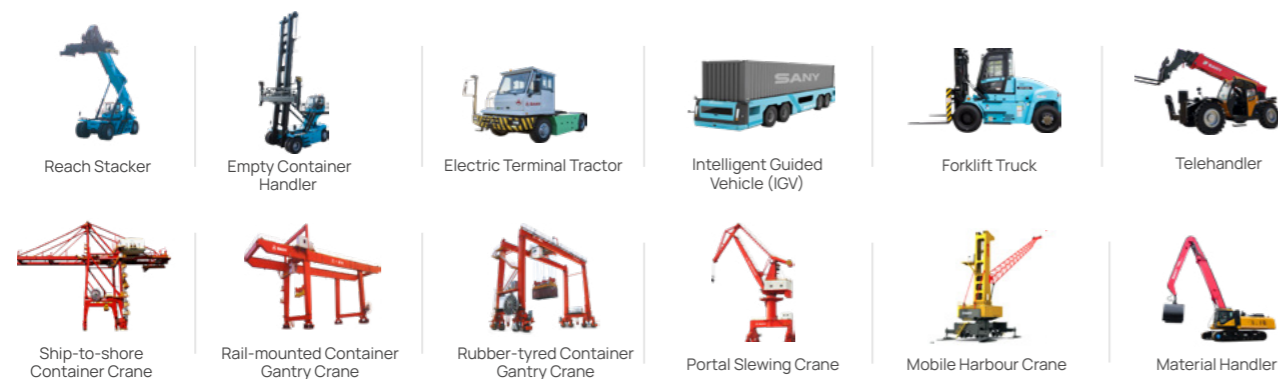 SANY
Reach Stacker
Empty Container
Handler
Electric Terminal Tractor
Intelligent Guided
Vehicle (IGV)
Forklift Truck
Telehandler
Ship-to-shore
Container Crane
Rail-mounted Container
Gantry Crane
Rubber-tyred Container
Gantry Crane
Portal Slewing Crane
Mobile Harbour Crane
Material Handler